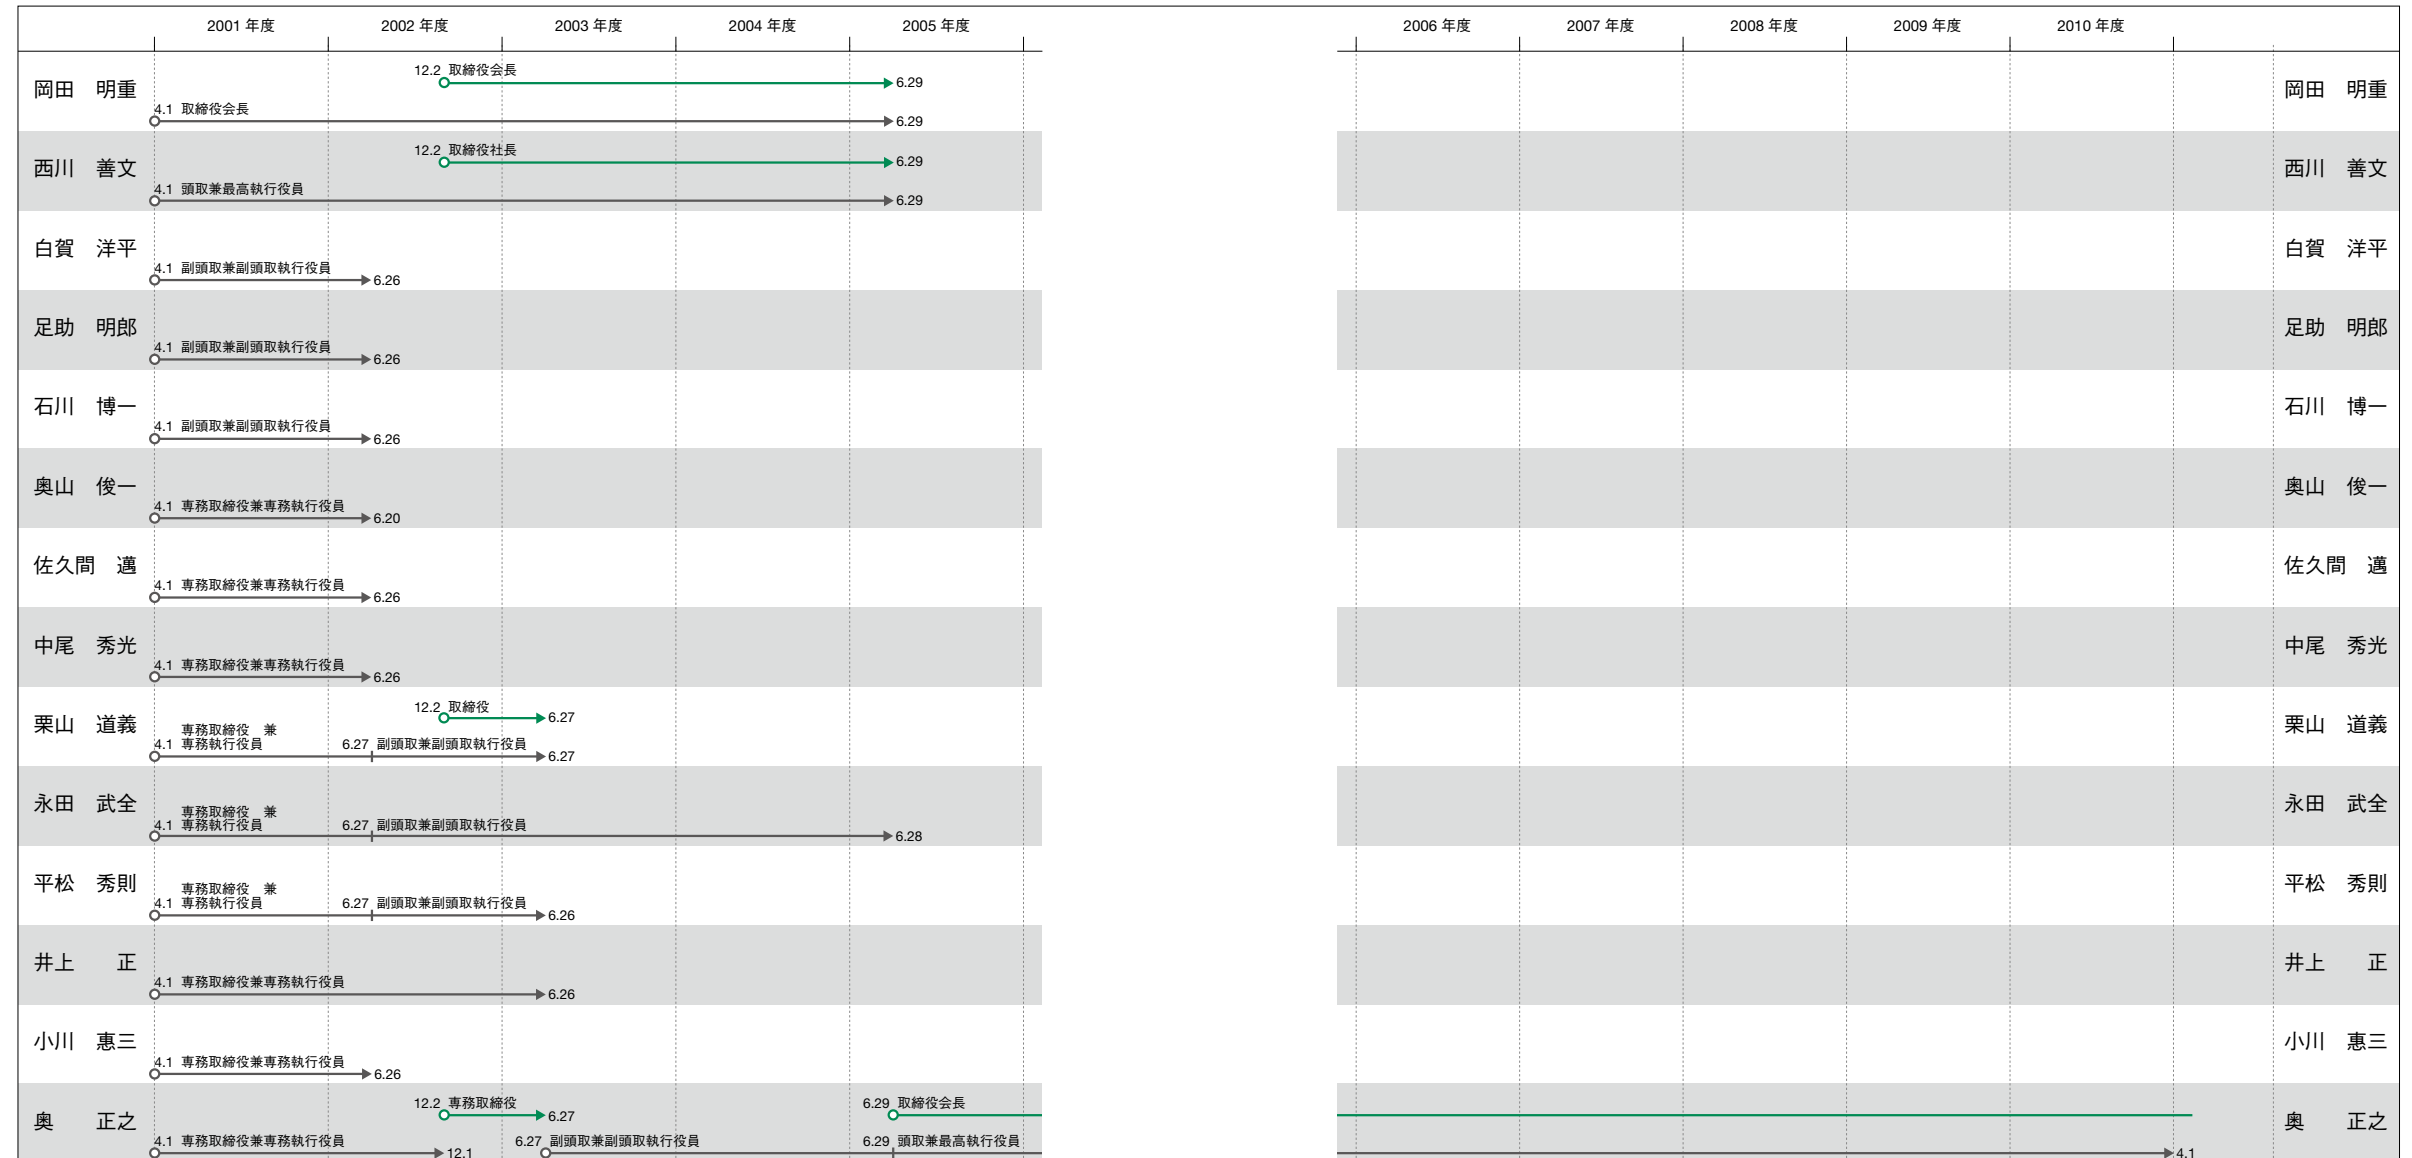 2001 年度 2002 年度 2003 年度 2004 年度 2005 年度 2006 年度 2007 年度 2008 年度 2009 年度 2010 年度
12.2 取締役会長
6.29
岡田 明重 岡田 明重
4.1 取締役会長
6.29
12.2 取締役社長
6.29
西川 善文 西川 善文
4.1 頭取兼最高執行役員
6.29
白賀 洋平 白賀 洋平
4.1 副頭取兼副頭取執行役員
6.26
足助 明郎 足助 明郎
4.1 副頭取兼副頭取執行役員
6.26
石川 博一 石川 博一
4.1 副頭取兼副頭取執行役員
6.26
奥山 俊一 奥山 俊一
4.1 専務取締役兼専務執行役員
6.20
佐久間 邁 佐久間 邁
4.1 専務取締役兼専務執行役員
6.26
中尾 秀光 中尾 秀光
4.1 専務取締役兼専務執行役員
6.26
12.2 取締役
6.27
栗山 道義 栗山 道義
専務取締役 兼
4.1 専務執行役員 6.27 副頭取兼副頭取執行役員
6.27
永田 武全 永田 武全
専務取締役 兼
4.1 専務執行役員 6.27 副頭取兼副頭取執行役員
6.28
平松 秀則 平松 秀則
専務取締役 兼
4.1 専務執行役員 6.27 副頭取兼副頭取執行役員
6.26
井上 正 井上 正
4.1 専務取締役兼専務執行役員
6.26
小川 惠三 小川 惠三
4.1 専務取締役兼専務執行役員
6.26
12.2 専務取締役 6.29 取締役会長
6.27
奥 正之 奥 正之
4.1 専務取締役兼専務執行役員 6.27 副頭取兼副頭取執行役員 6.29 頭取兼最高執行役員
12.1 4.1